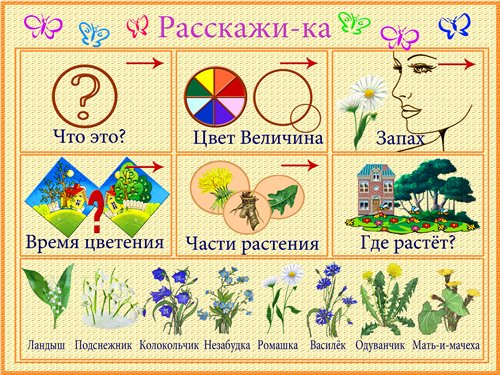 Расскажи-ка
Что это?
Цвет Величина
Запах
Время цветения
Части растения
Где растёт?
Ландыш Подснежник Колокольчик Незабудка Ромашка Василёк Одуванчик Мать-и-мачеха